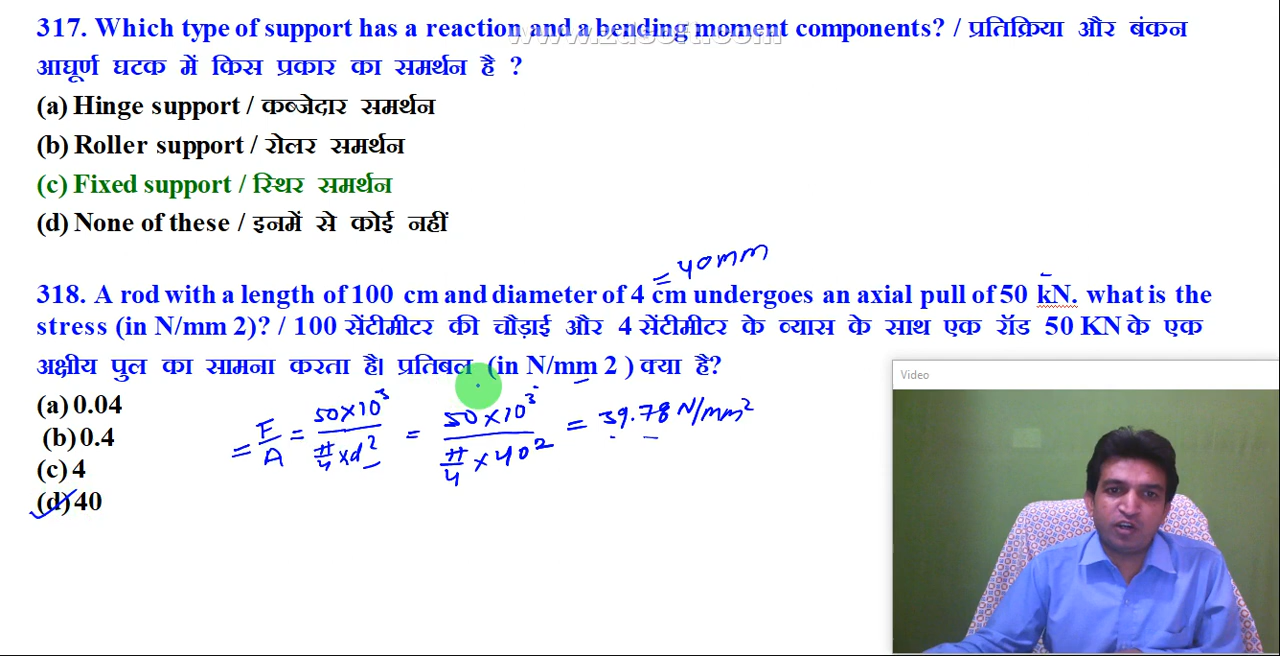 317. Which type of support has a reaction and a bending moment components? / प्रतिक्रिया और बंकन
www.zdsoft.com
आघूर्ण घटक में किस प्रकार का समर्थन है ?
(a) Hinge support / कब्जेदार समर्थन
(b) Roller support / रोलर समर्थन
(c) Fixed support / स्थिर समर्थन
(d) None of these / इनमें से कोई नहीं
= 40mm
318. A rod with a length of 100 cm and diameter of 4 cm undergoes an axial pull of 50 kN. what is the
stress (in N/mm 2)? / 100 सेंटीमीटर की चौड़ाई और 4 सेंटीमीटर के व्यास के साथ एक रॉड 50 KN के एक
अक्षीय पुल का सामना करता है। प्रतिबल (in N/mm 2 ) क्या है?
Video
(a) 0.04
(b) 0.4
(c) 4
(d) 40
= F/A = 50×10³ / π/4 ×d² = 50×10³ / π/4 ×40² = 39.78 N/mm²